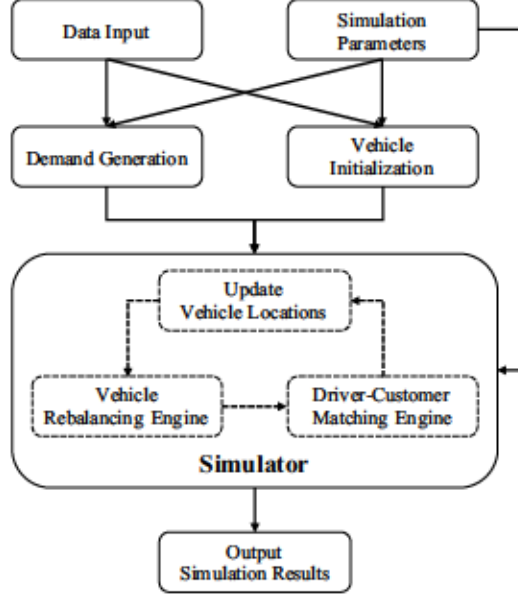 Data Input
Simulation
Parameters
Demand Generation
Vehicle
Initialization
Update
Vehicle Locations
Vehicle
Rebalancing Engine
Driver-Customer
Matching Engine
Simulator
Output
Simulation Results